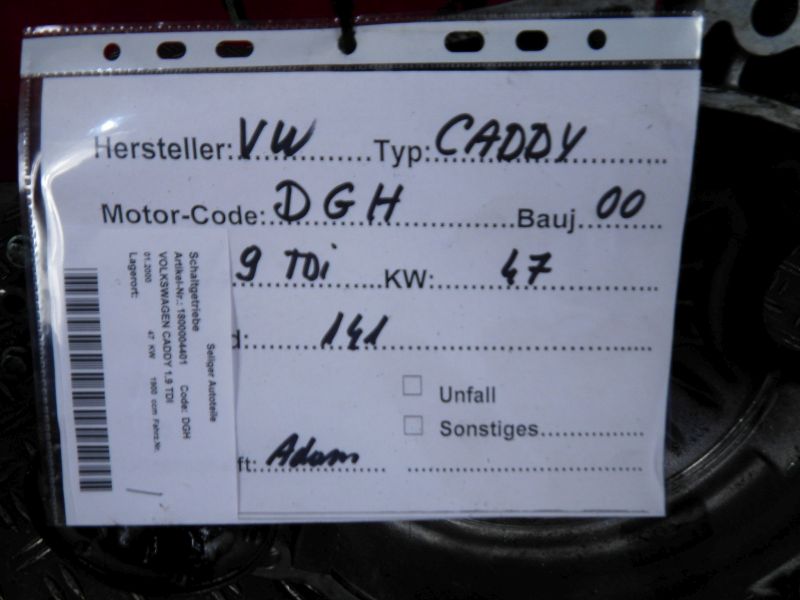 Hersteller: VW Typ: CADDY
Motor-Code: DGH Bauj. 00
9 TDi KW: 47
d: 141
Unfall
Sonstiges
ft: Adam
Seliger Autoteile
Schaltgetriebe
Artikel-Nr.: 1800004401 Code: DGH
VOLKSWAGEN CADDY 1.9 TDI
01.2000 47 KW 1900 ccm Fahrz.Nr.
Lagerort: